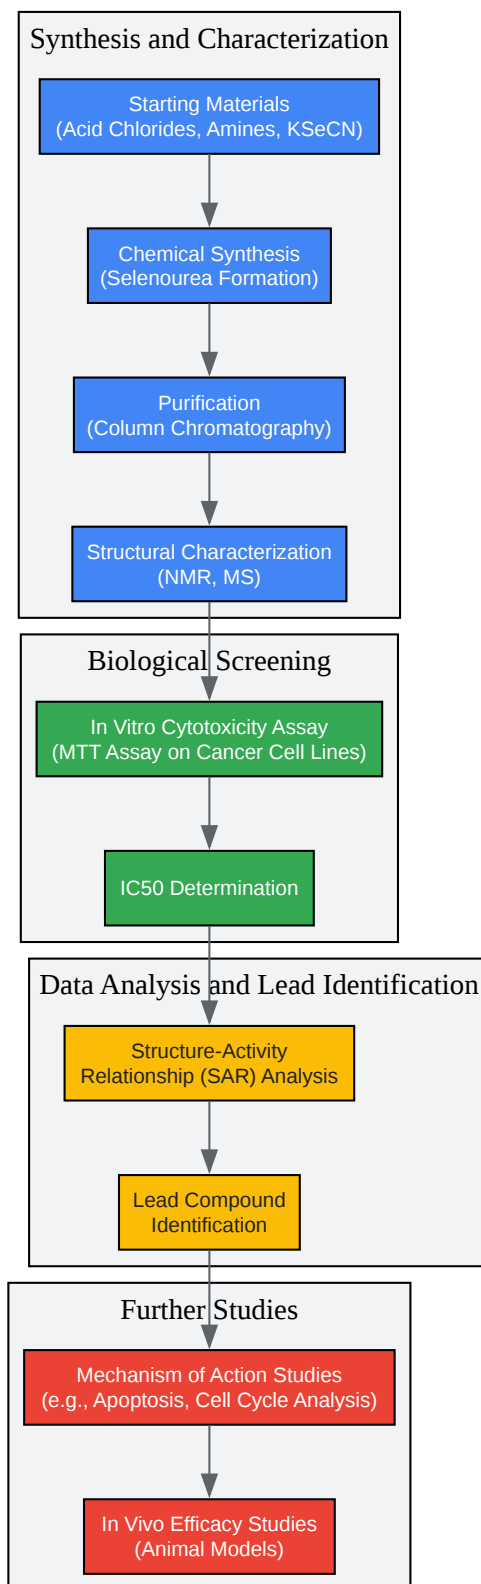 Synthesis and Characterization
Starting Materials
(Acid Chlorides, Amines, KSeCN)
Chemical Synthesis
(Selenourea Formation)
Purification
(Column Chromatography)
Structural Characterization
(NMR, MS)
Biological Screening
In Vitro Cytotoxicity Assay
(MTT Assay on Cancer Cell Lines)
IC50 Determination
Data Analysis and Lead Identification
Structure-Activity
Relationship (SAR) Analysis
Lead Compound
Identification
Further Studies
Mechanism of Action Studies
(e.g., Apoptosis, Cell Cycle Analysis)
In Vivo Efficacy Studies
(Animal Models)